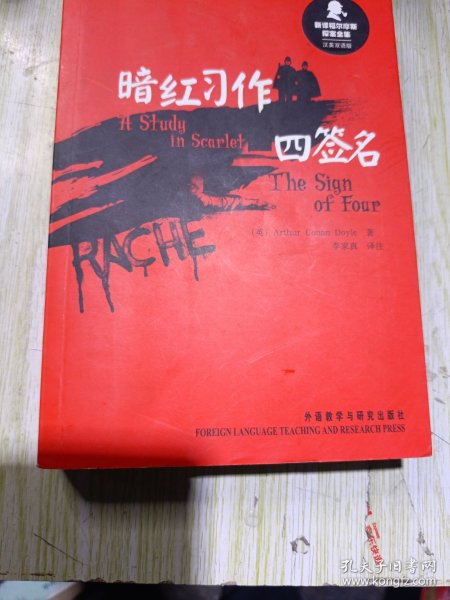 新译福尔摩斯
探案全集
汉英双语版
暗红习作
A Study
in Scarlet
四签名
The Sign
of Four
RACHE
(英) Arthur Conan Doyle 著
李家真 译注
外语教学与研究出版社
FOREIGN LANGUAGE TEACHING AND RESEARCH PRESS
孔夫子旧书网
www.kongfz.com